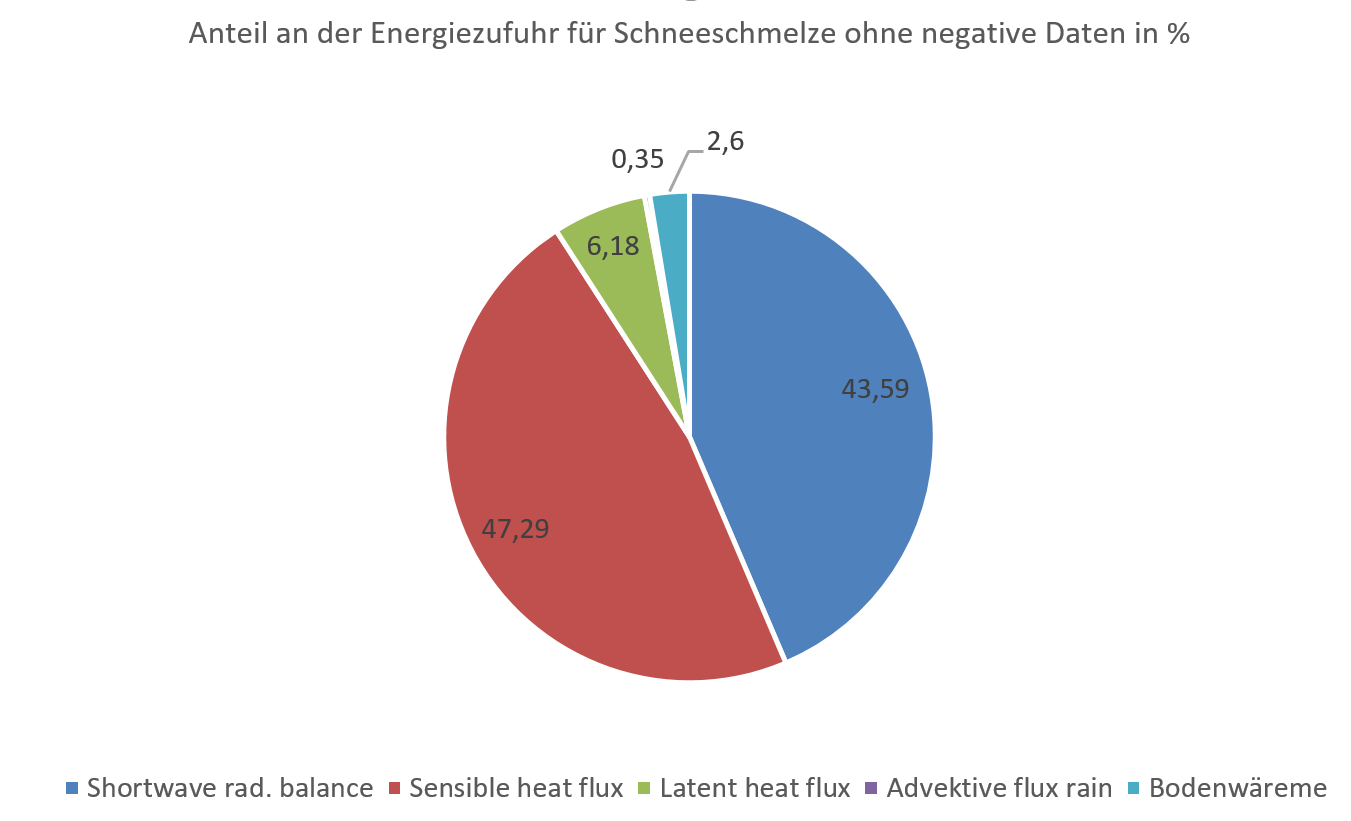 Anteil an der Energiezufuhr für Schneeschmelze ohne negative Daten in %
2,6
0,35
6,18
43,59
47,29
Shortwave rad. balance Sensible heat flux Latent heat flux Advektive flux rain Bodenwäreme